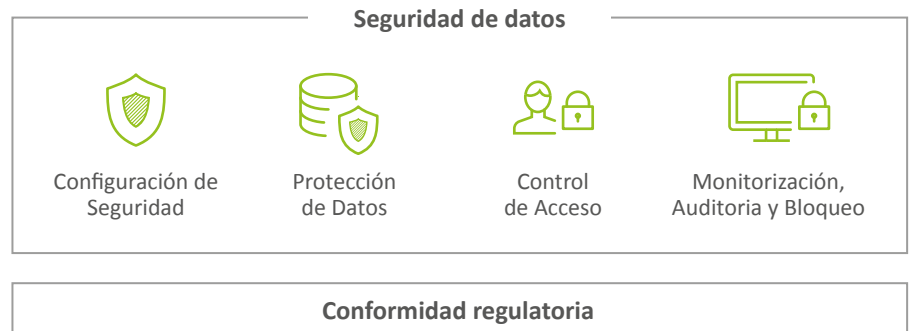 Seguridad de datos
Configuración de
Seguridad
Protección
de Datos
Control
de Acceso
Monitorización,
Auditoria y Bloqueo
Conformidad regulatoria